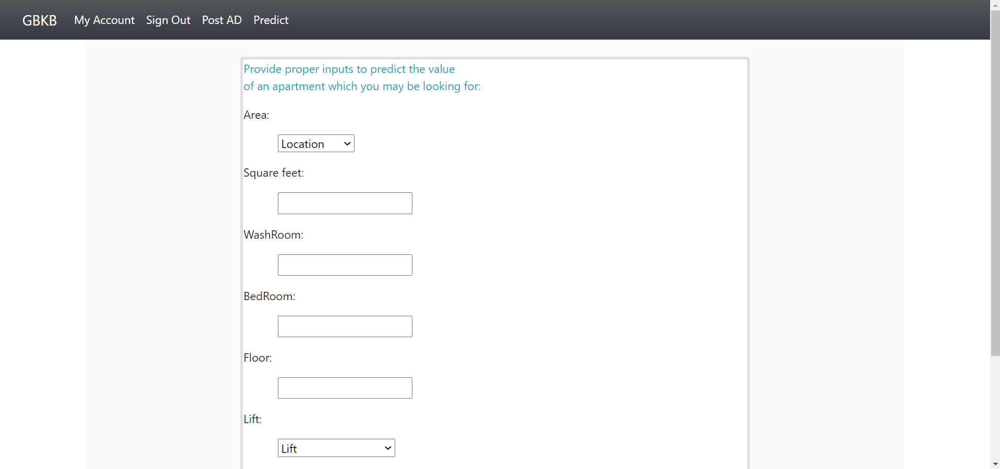 GBKB My Account Sign Out Post AD Predict
Provide proper inputs to predict the value
of an apartment which you may be looking for:
Area:
Location
Square feet:
WashRoom:
BedRoom:
Floor:
Lift:
Lift